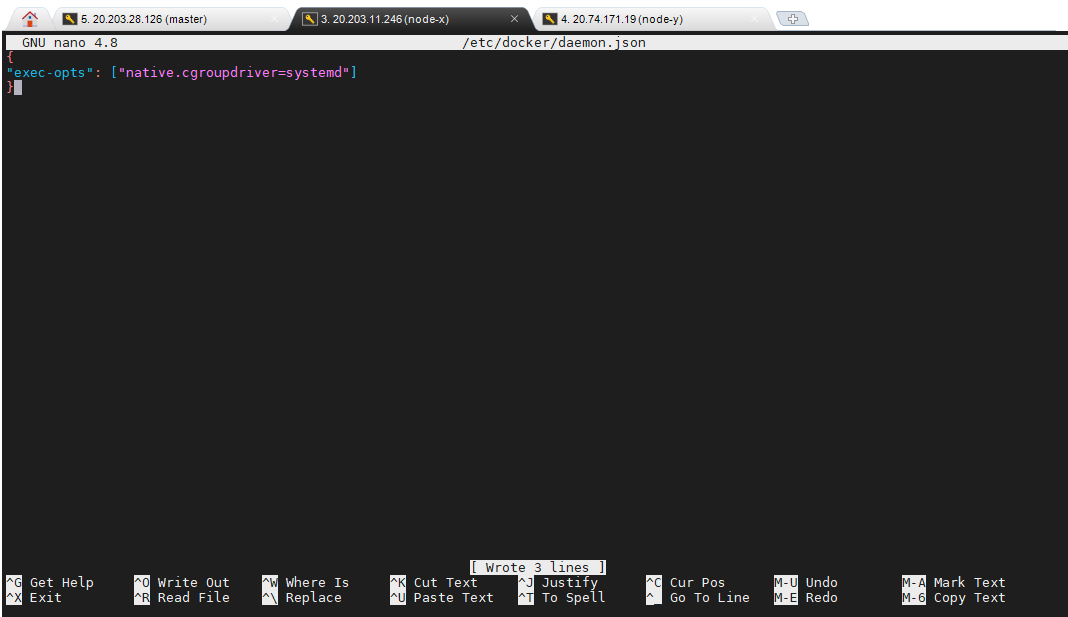 5. 20.203.28.126 (master) 3. 20.203.11.246 (node-x) 4. 20.74.171.19 (node-y)
GNU nano 4.8 /etc/docker/daemon.json
{
"exec-opts": ["native.cgroupdriver=systemd"]
}
[ Wrote 3 lines ]
^G Get Help ^O Write Out ^W Where Is ^K Cut Text ^J Justify ^C Cur Pos M-U Undo M-A Mark Text
^X Exit ^R Read File ^\ Replace ^U Paste Text ^T To Spell ^_ Go To Line M-E Redo M-6 Copy Text